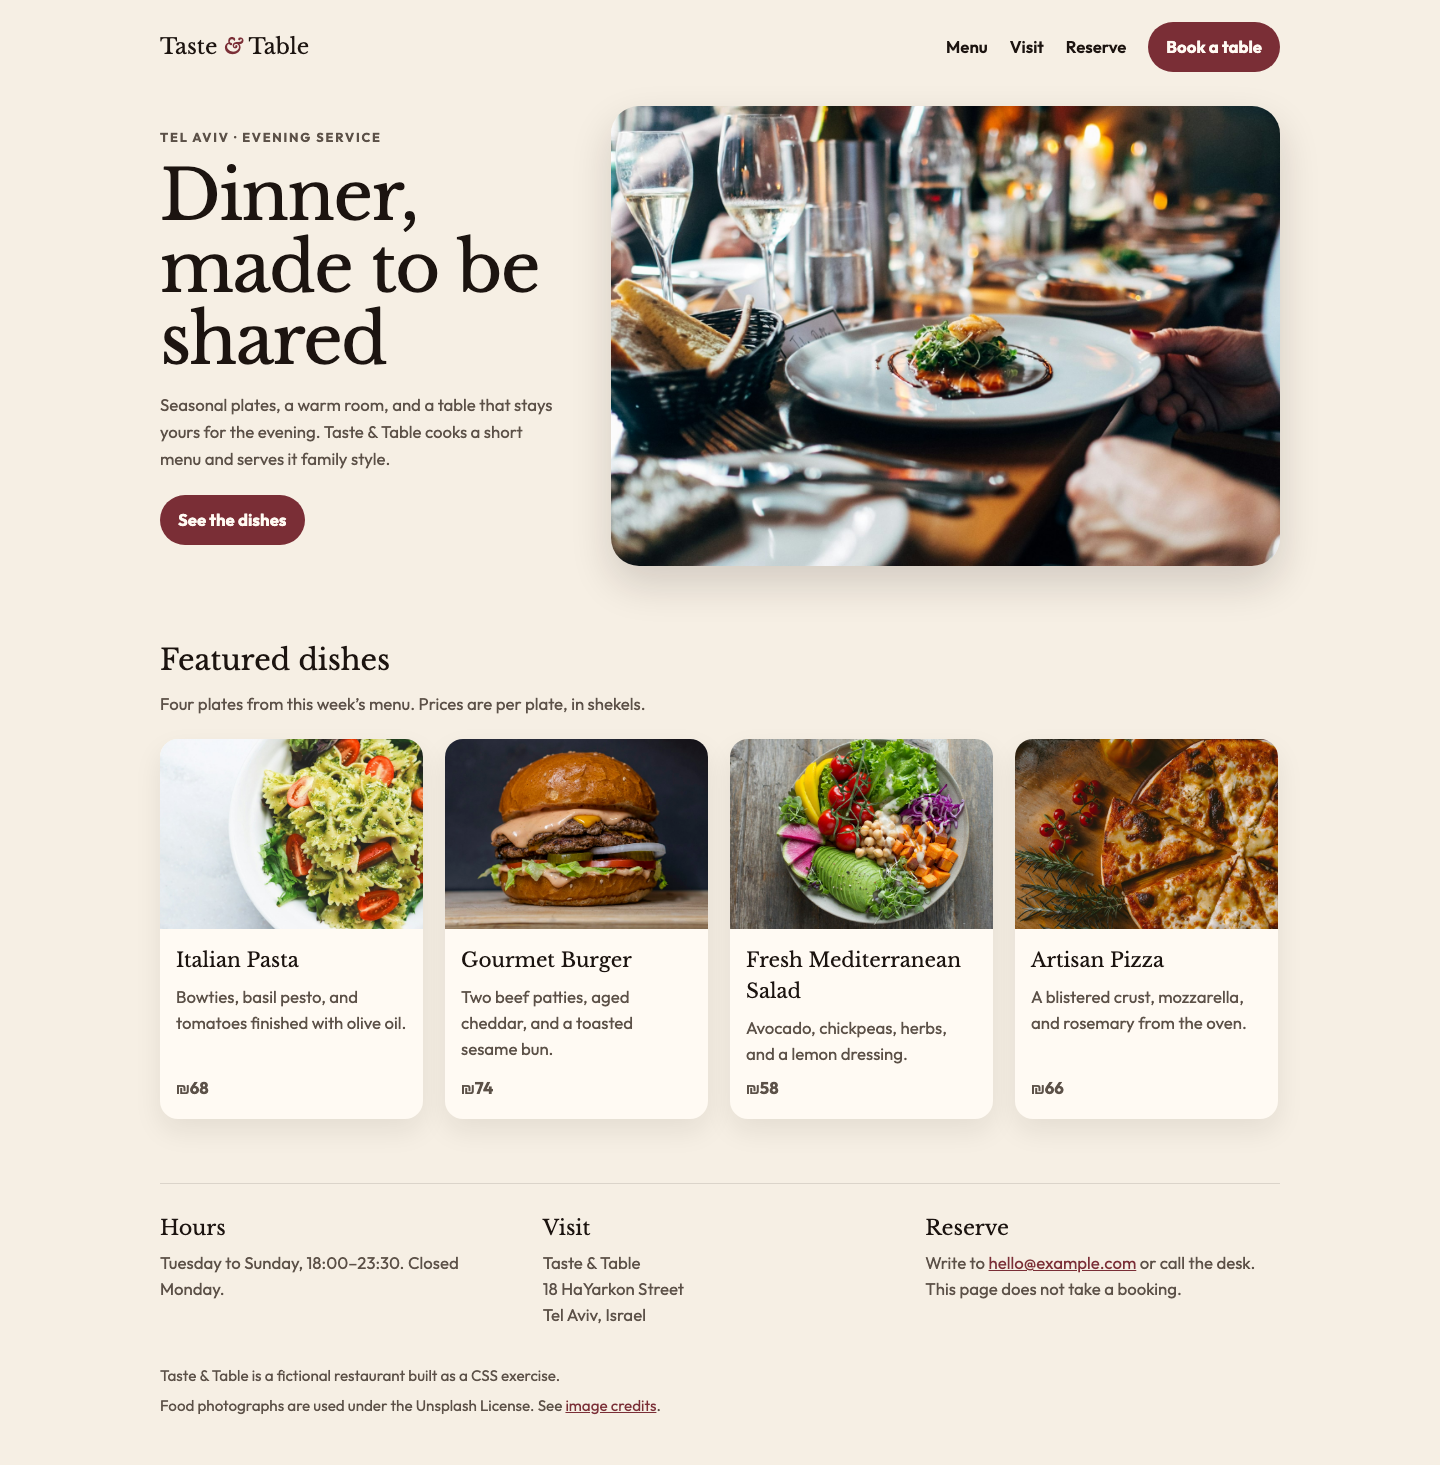 Taste & Table
Menu Visit Reserve Book a table
TEL AVIV · EVENING SERVICE
Dinner,
made to be
shared
Seasonal plates, a warm room, and a table that stays
yours for the evening. Taste & Table cooks a short
menu and serves it family style.
See the dishes
Featured dishes
Four plates from this week’s menu. Prices are per plate, in shekels.
Italian Pasta
Bowties, basil pesto, and
tomatoes finished with olive oil.
₪68
Gourmet Burger
Two beef patties, aged
cheddar, and a toasted
sesame bun.
₪74
Fresh Mediterranean
Salad
Avocado, chickpeas, herbs,
and a lemon dressing.
₪58
Artisan Pizza
A blistered crust, mozzarella,
and rosemary from the oven.
₪66
Hours
Tuesday to Sunday, 18:00–23:30. Closed
Monday.
Visit
Taste & Table
18 HaYarkon Street
Tel Aviv, Israel
Reserve
Write to hello@example.com or call the desk.
This page does not take a booking.
Taste & Table is a fictional restaurant built as a CSS exercise.
Food photographs are used under the Unsplash License. See image credits.